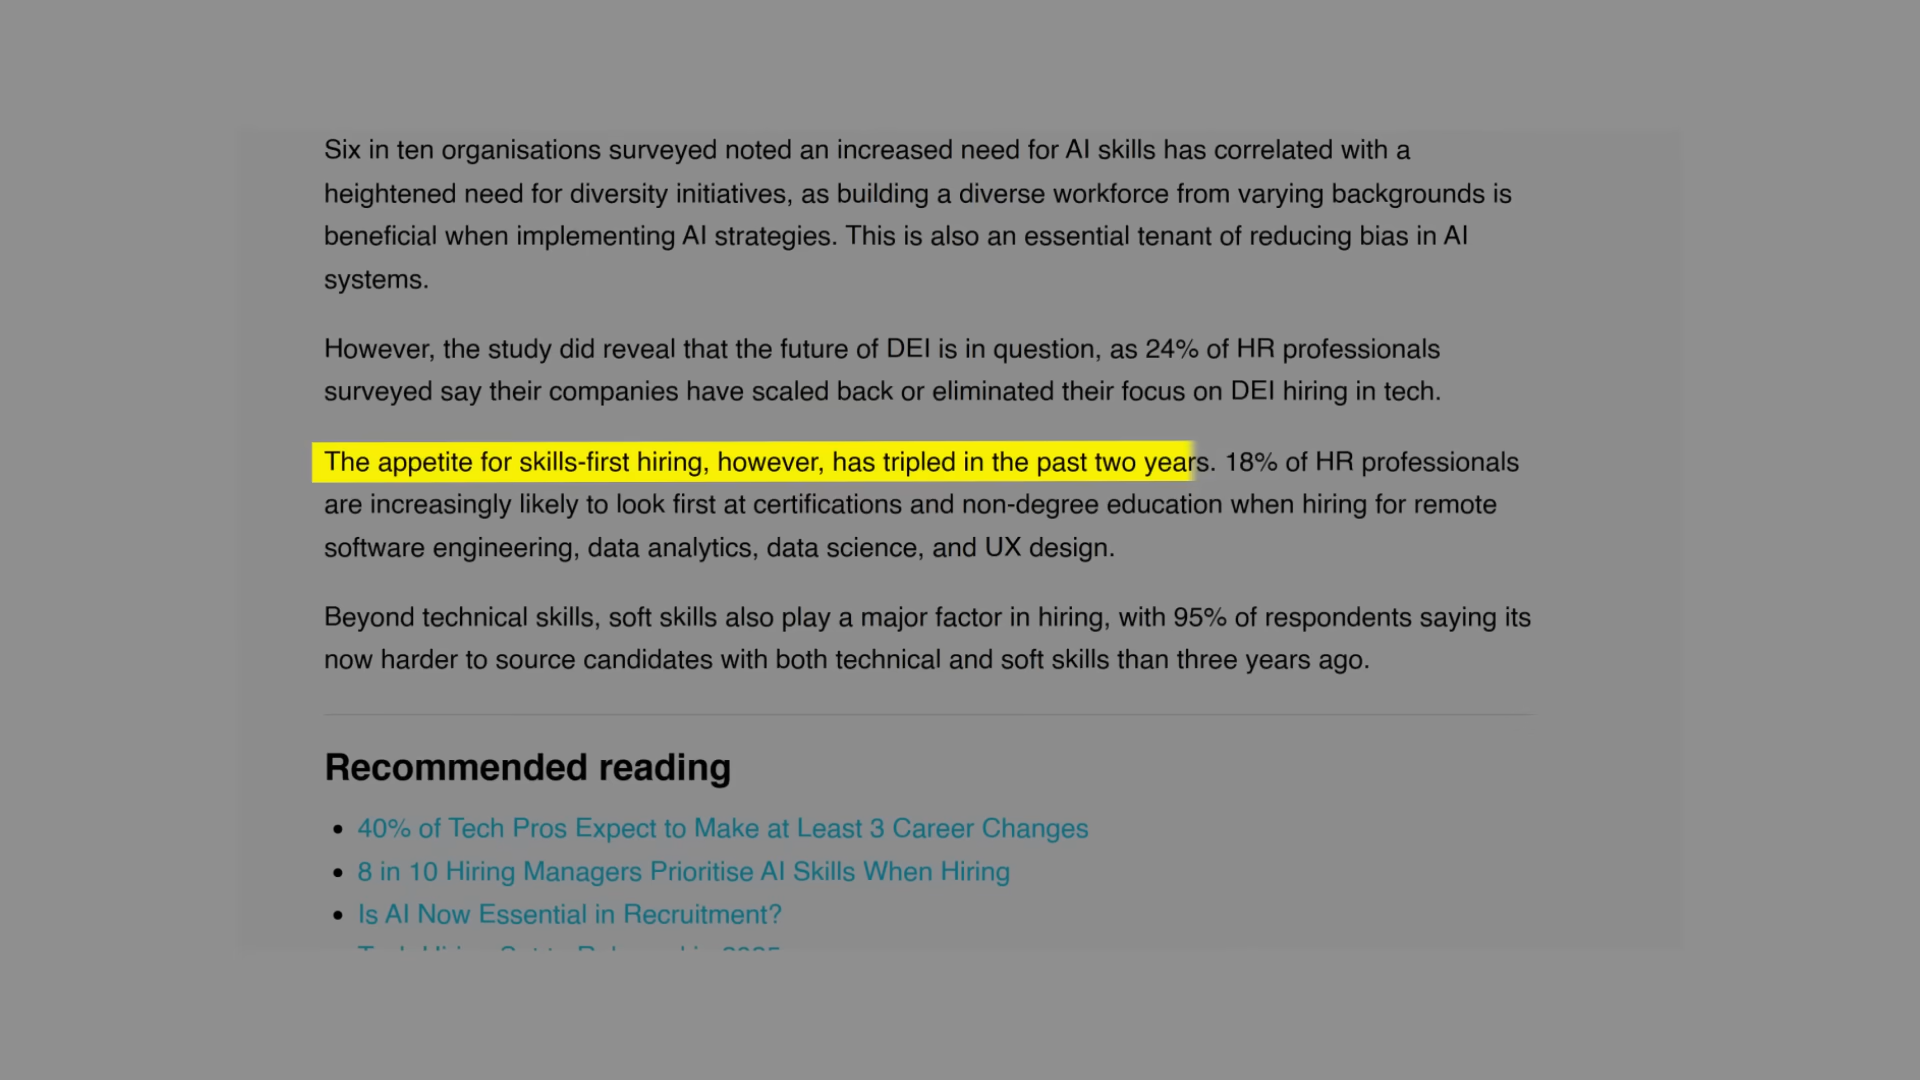 Six in ten organisations surveyed noted an increased need for AI skills has correlated with a
heightened need for diversity initiatives, as building a diverse workforce from varying backgrounds is
beneficial when implementing AI strategies. This is also an essential tenant of reducing bias in AI
systems.
However, the study did reveal that the future of DEI is in question, as 24% of HR professionals
surveyed say their companies have scaled back or eliminated their focus on DEI hiring in tech.
The appetite for skills-first hiring, however, has tripled in the past two years. 18% of HR professionals
are increasingly likely to look first at certifications and non-degree education when hiring for remote
software engineering, data analytics, data science, and UX design.
Beyond technical skills, soft skills also play a major factor in hiring, with 95% of respondents saying its
now harder to source candidates with both technical and soft skills than three years ago.
Recommended reading
• 40% of Tech Pros Expect to Make at Least 3 Career Changes
• 8 in 10 Hiring Managers Prioritise AI Skills When Hiring
• Is AI Now Essential in Recruitment?